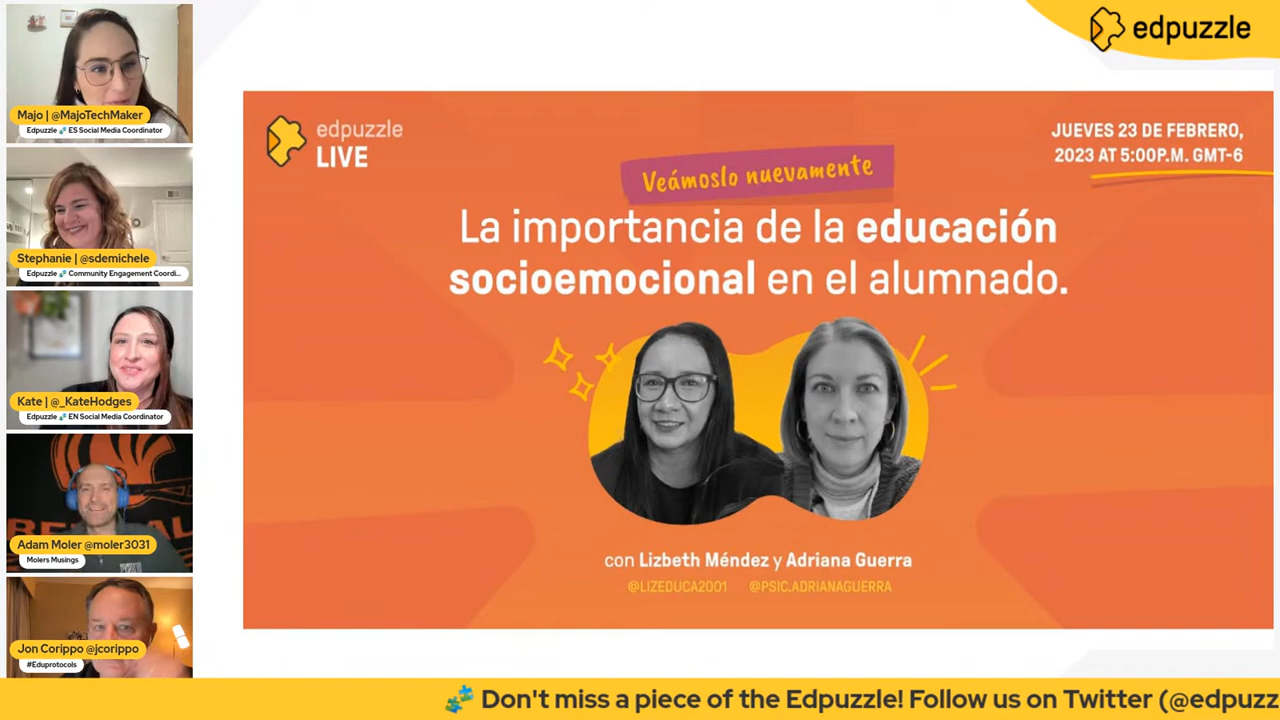 Majo | @MajoTechMaker
Edpuzzle 🧩 ES Social Media Coordinator
Stephanie | @sdemichele
Edpuzzle 🧩 Community Engagement Coordi...
Kate | @_KateHodges
Edpuzzle 🧩 EN Social Media Coordinator
Adam Moler @moler3031
Molers Musings
Jon Corippo @jcorippo
#Eduprotocols
edpuzzle
edpuzzle
LIVE
JUEVES 23 DE FEBRERO,
2023 AT 5:00P.M. GMT-6
Veámoslo nuevamente
La importancia de la educación
socioemocional en el alumnado.
con Lizbeth Méndez y Adriana Guerra
@LIZEDUCA2001 @PSIC.ADRIANAGUERRA
🧩 Don't miss a piece of the Edpuzzle! Follow us on Twitter (@edpuzz